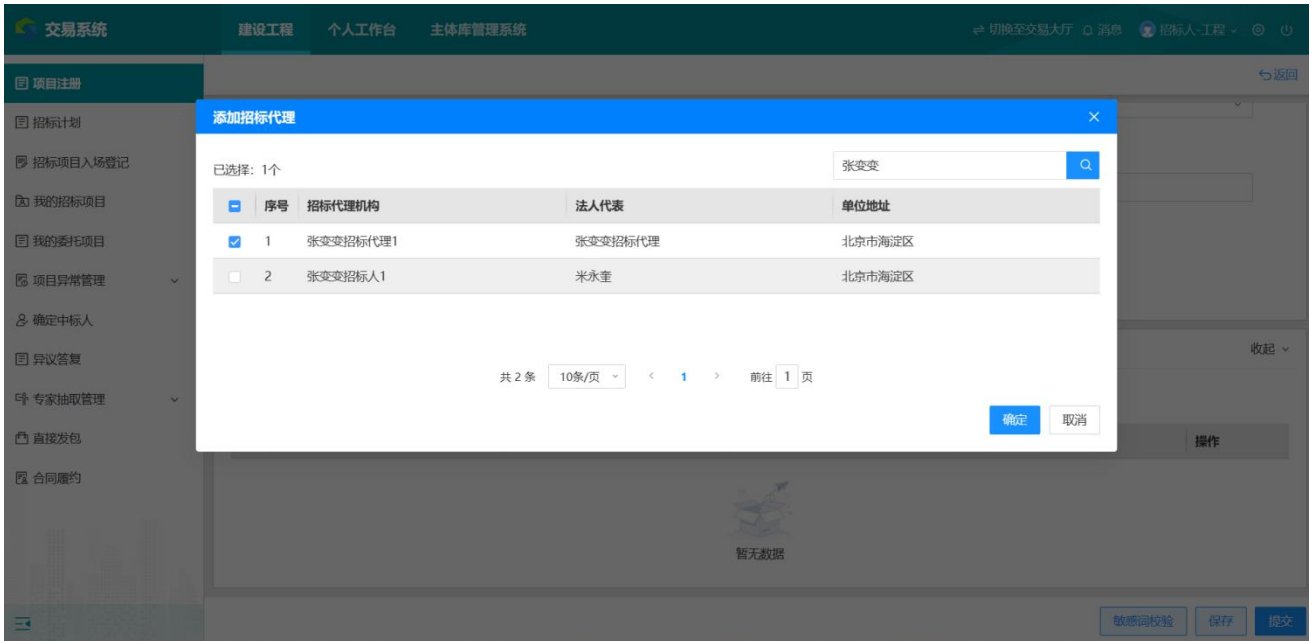 交易系统 建设工程 个人工作台 主体库管理系统 切换至交易大厅 消息 招标人-工程
项目注册 返回
招标计划
招标项目入场登记
我的招标项目
我的委托项目
项目异常管理
确定中标人
异议答复
专家抽取管理
直接发包
合同履约
添加招标代理
已选择：1个 张变变
序号 招标代理机构 法人代表 单位地址
1 张变变招标代理1 张变变招标代理 北京市海淀区
2 张变变招标人1 米永奎 北京市海淀区
共 2 条 10条/页 1 前往 1 页
确定 取消
收起
操作
暂无数据
敏感词校验 保存 提交